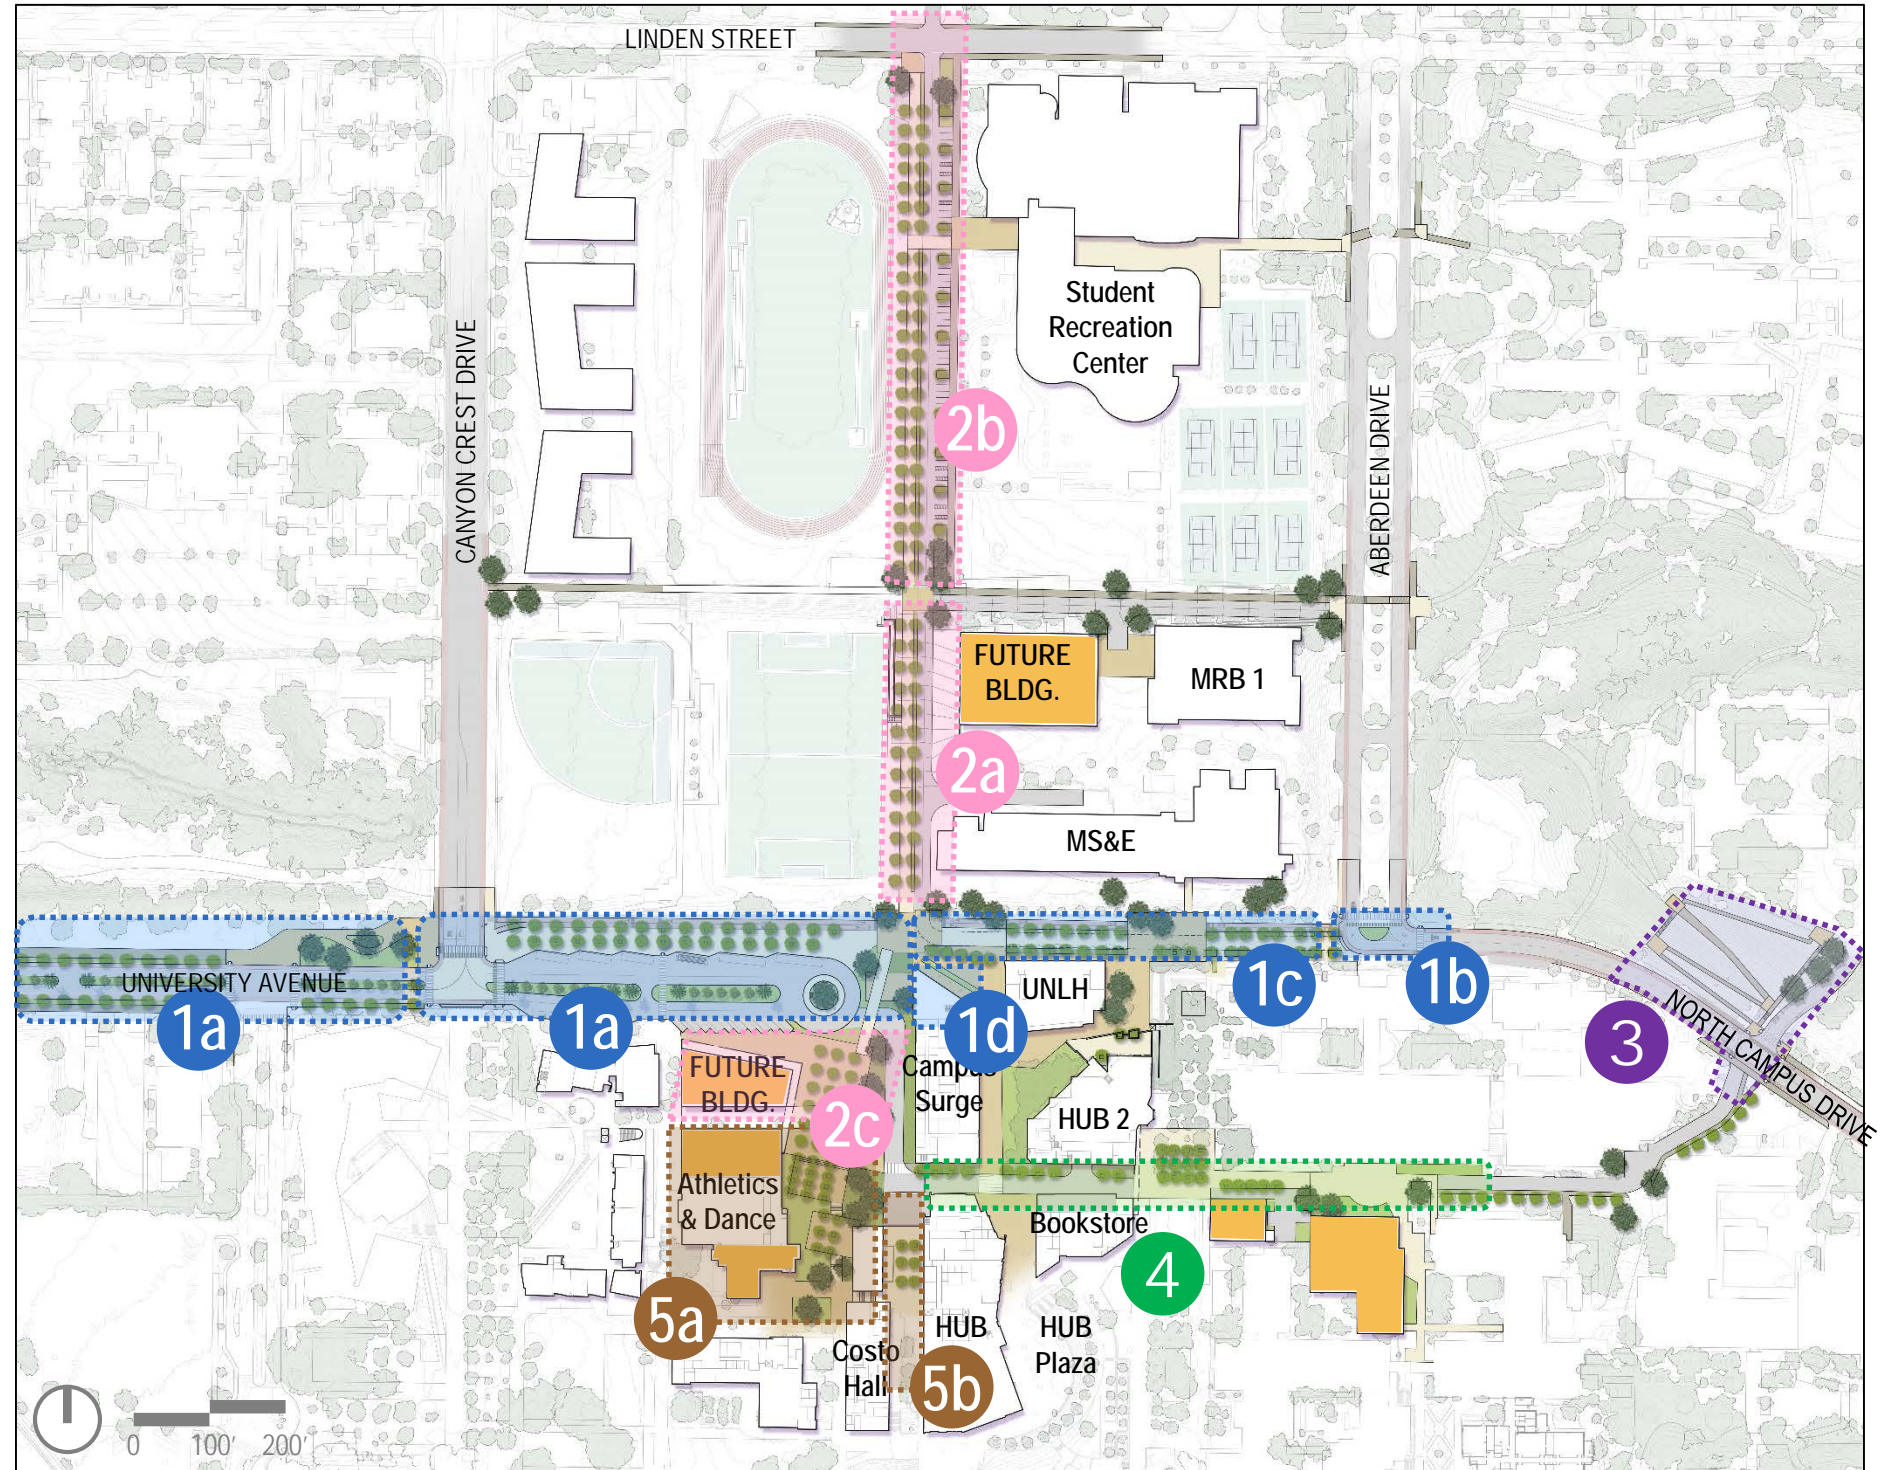 LINDEN STREET
Student
Recreation
Center
CANYON CREST DRIVE
ABERDEEN DRIVE
2b
FUTURE
BLDG.
MRB 1
2a
MS&E
UNIVERSITY AVENUE
1a
1a
1d
UNLH
1c
1b
3
NORTH CAMPUS DRIVE
FUTURE
BLDG.
2c
Campus
Surge
HUB 2
Athletics
& Dance
Bookstore
4
5a
Costo
Hall
5b
HUB
HUB
Plaza
0 100' 200'